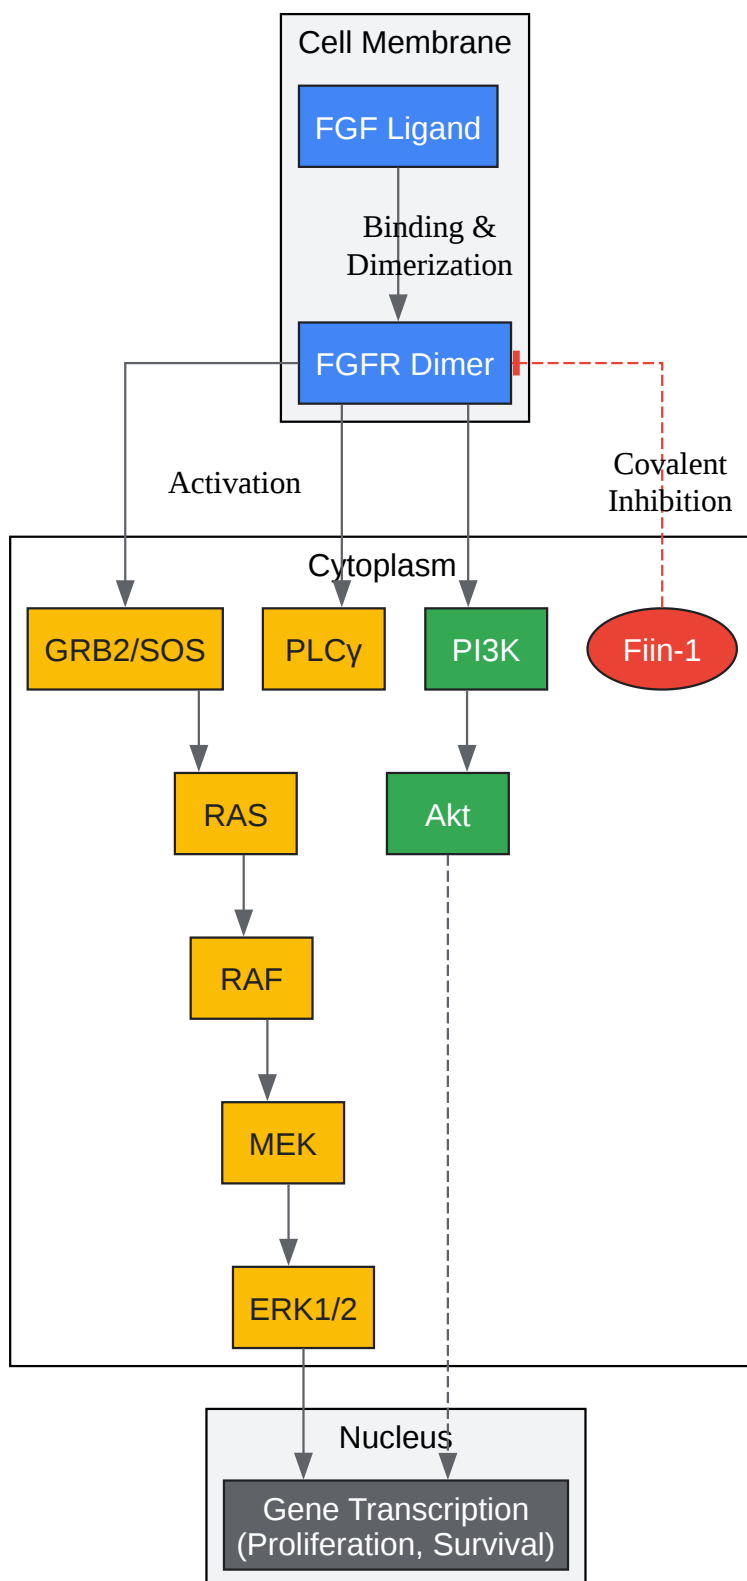 Cell Membrane
FGF Ligand
Binding &
Dimerization
FGFR Dimer
Activation
Covalent
Inhibition
Cytoplasm
GRB2/SOS
PLCγ
PI3K
Fiin-1
RAS
Akt
RAF
MEK
ERK1/2
Nucleus
Gene Transcription
(Proliferation, Survival)